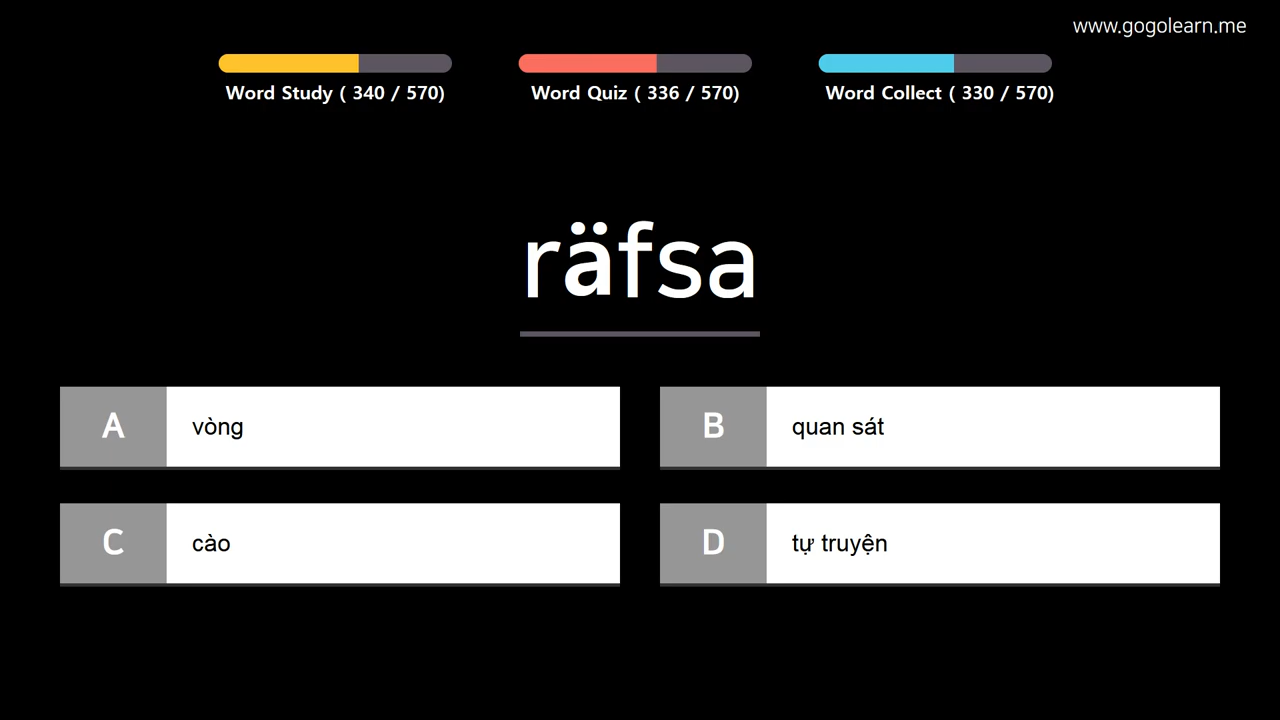 www.gogolearn.me
Word Study ( 340 / 570)
Word Quiz ( 336 / 570)
Word Collect ( 330 / 570)
räfsa
A vòng
B quan sát
C cào
D tự truyện